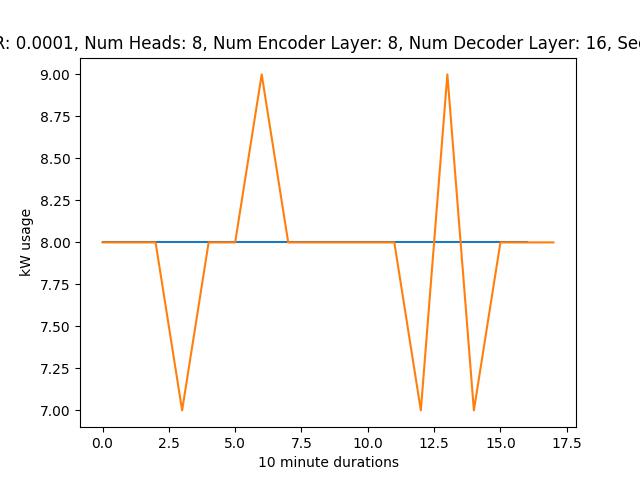 R: 0.0001, Num Heads: 8, Num Encoder Layer: 8, Num Decoder Layer: 16,
9.00
8.75
8.50
8.25
8.00
7.75
7.50
7.25
7.00
kW usage
0.0 2.5 5.0 7.5 10.0 12.5 15.0 17.5
10 minute durations